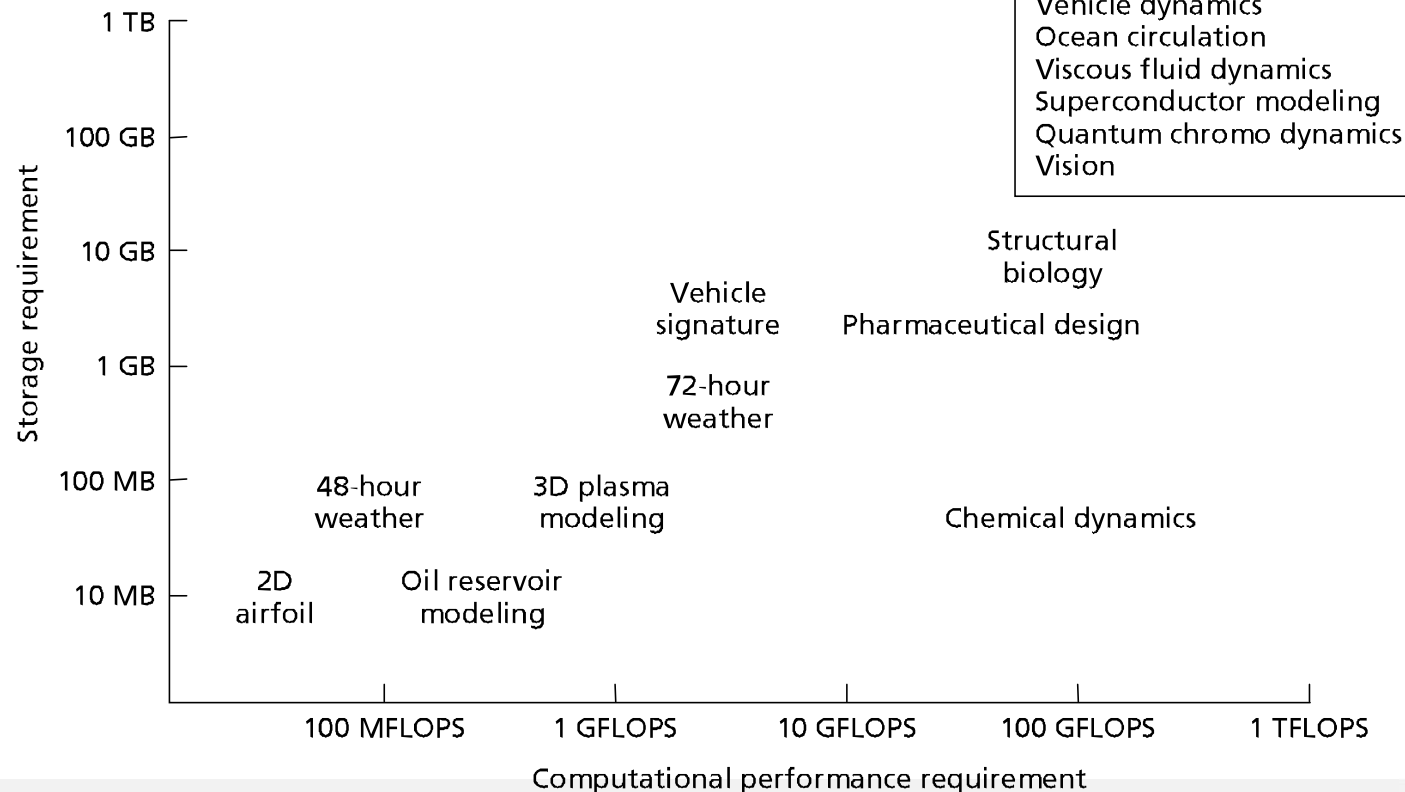 1 TB
100 GB
10 GB
1 GB
100 MB
10 MB
Storage requirement
Vehicle dynamics
Ocean circulation
Viscous fluid dynamics
Superconductor modeling
Quantum chromo dynamics
Vision
Structural
biology
Vehicle
signature
Pharmaceutical design
72-hour
weather
48-hour
weather
3D plasma
modeling
Chemical dynamics
2D
airfoil
Oil reservoir
modeling
100 MFLOPS
1 GFLOPS
10 GFLOPS
100 GFLOPS
1 TFLOPS
Computational performance requirement